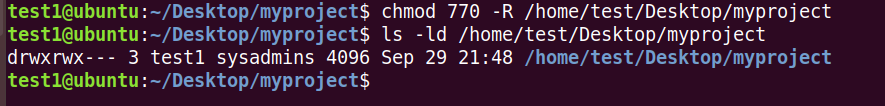 test1@ubuntu:~/Desktop/myproject$ chmod 770 -R /home/test/Desktop/myproject
test1@ubuntu:~/Desktop/myproject$ ls -ld /home/test/Desktop/myproject
drwxrwx--- 3 test1 sysadmins 4096 Sep 29 21:48 /home/test/Desktop/myproject
test1@ubuntu:~/Desktop/myproject$